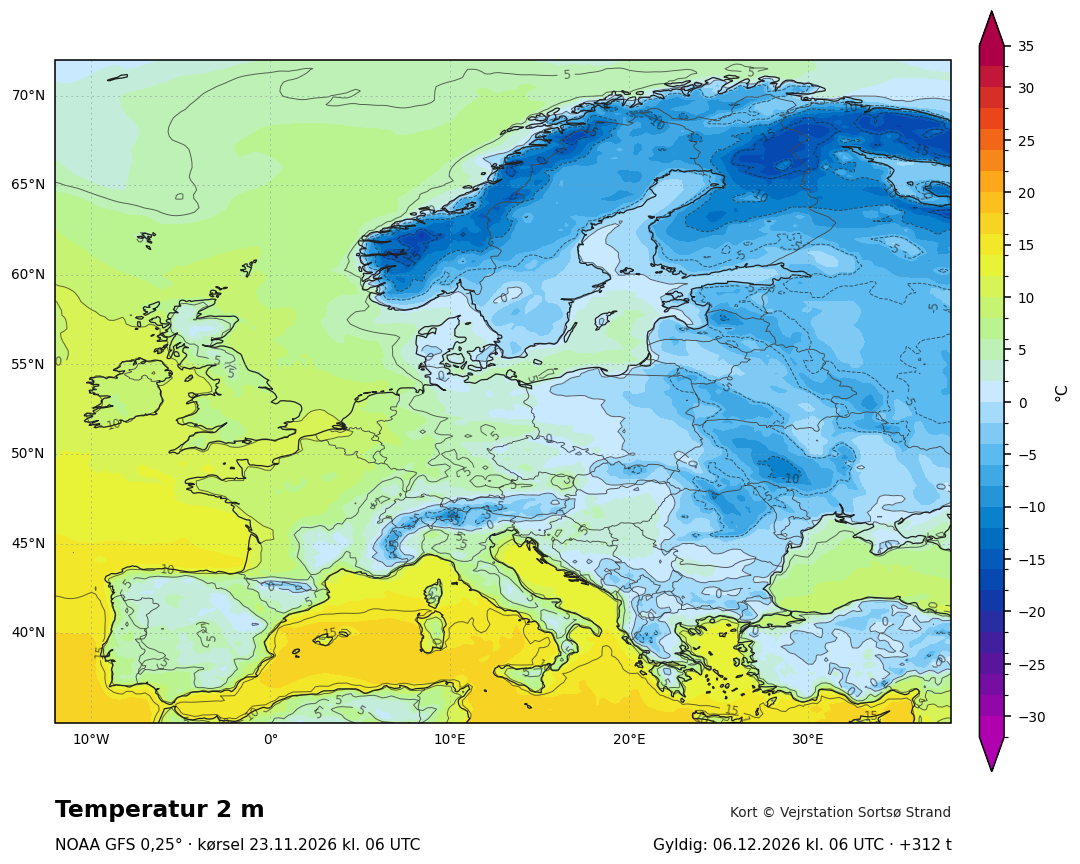 70°N
65°N
60°N
55°N
50°N
45°N
40°N
10°W
0°
10°E
20°E
30°E
35
30
25
20
15
10
5
0
−5
−10
−15
−20
−25
−30
°C
Temperatur 2 m
Kort © Vejrstation Sortsø Strand
NOAA GFS 0,25° · kørsel 23.11.2026 kl. 06 UTC
Gyldig: 06.12.2026 kl. 06 UTC · +312 t